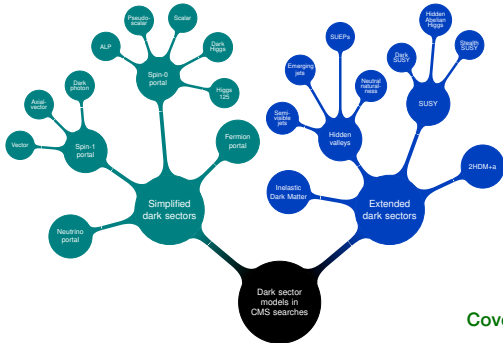 Pseudo-
scalar
Scalar
ALP
Dark
Higgs
Higgs
125
Spin-0
portal
Dark
photon
Axial-
vector
Vector
Spin-1
portal
Fermion
portal
Neutrino
portal
Simplified
dark sectors
Hidden
Abelian
Higgs
SUEPs
Stealth
SUSY
Dark
SUSY
Emerging
jets
Neutral
natural-
ness
Semi-
visible
jets
Hidden
valleys
SUSY
2HDM+a
Inelastic
Dark Matter
Extended
dark sectors
Dark sector
models in
CMS searches